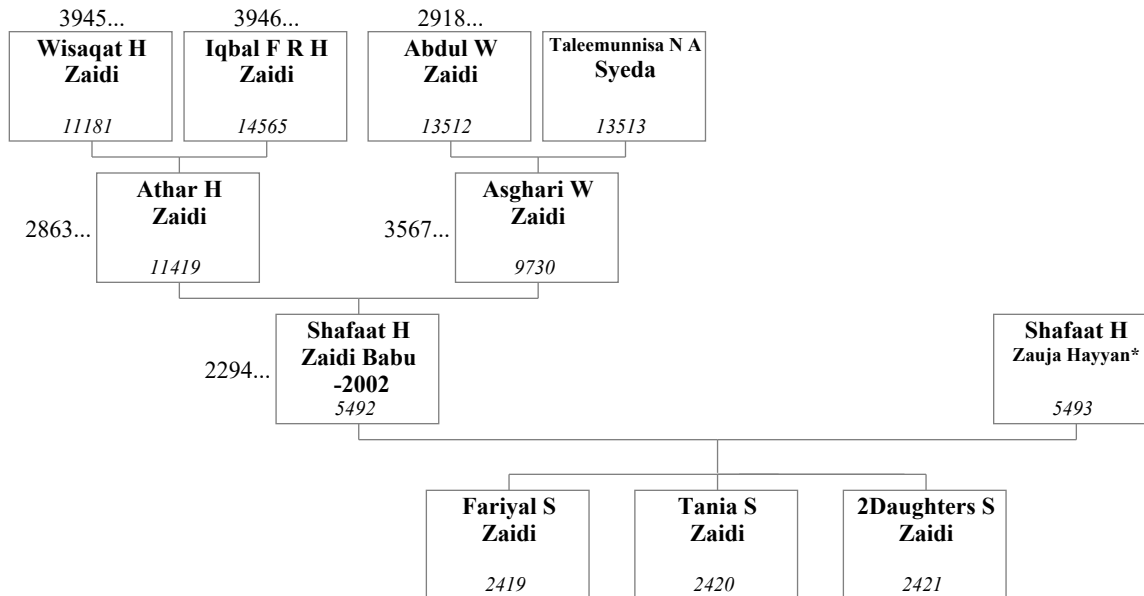 3945...
3946...
2918...
Wisaqat H
Zaidi
11181
Iqbal F R H
Zaidi
14565
Abdul W
Zaidi
13512
Taleemunnisa N A
Syeda
13513
2863...
Athar H
Zaidi
11419
3567...
Asghari W
Zaidi
9730
2294...
Shafaat H
Zaidi Babu
-2002
5492
Shafaat H
Zauja Hayyan*
5493
Fariyal S
Zaidi
2419
Tania S
Zaidi
2420
2Daughters S
Zaidi
2421